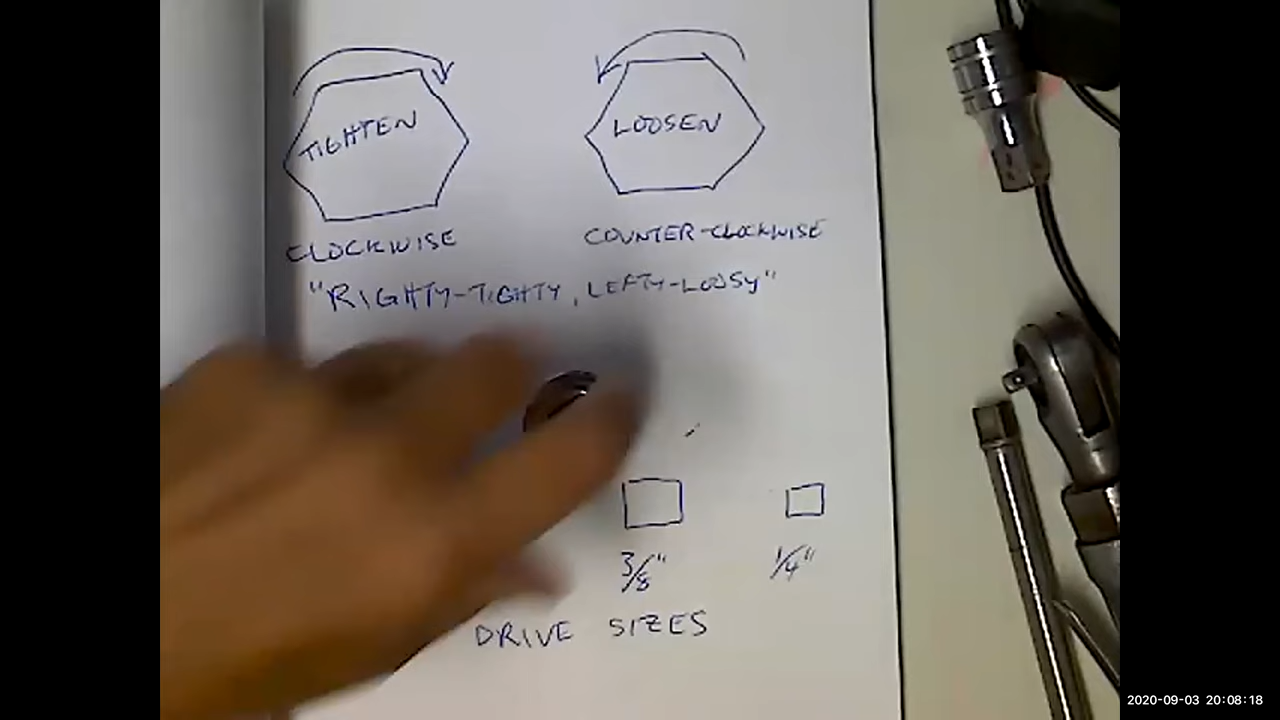 TIGHTEN
LOOSEN
CLOCKWISE
COUNTER-CLOCKWISE
"RIGHTY-TIGHTY, LEFTY-LOOSY"
3/8"
1/4"
DRIVE SIZES
2020-09-03 20:08:18